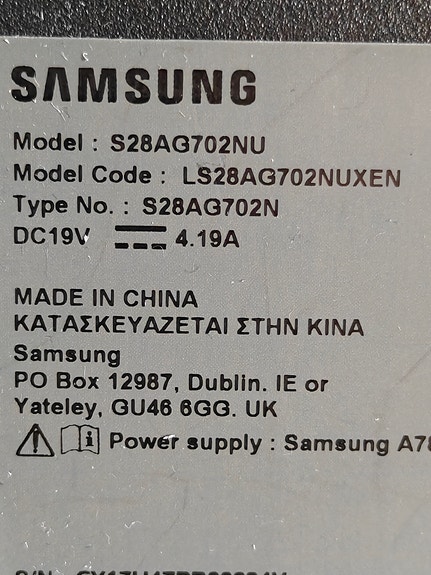 SAMSUNG
Model : S28AG702NU
Model Code : LS28AG702NUXEN
Type No. : S28AG702N
DC19V ⎓ 4.19A
MADE IN CHINA
ΚΑΤΑΣΚΕΥΑΖΕΤΑΙ ΣΤΗΝ ΚΙΝΑ
Samsung
PO Box 12987, Dublin. IE or
Yateley, GU46 6GG. UK
Power supply : Samsung